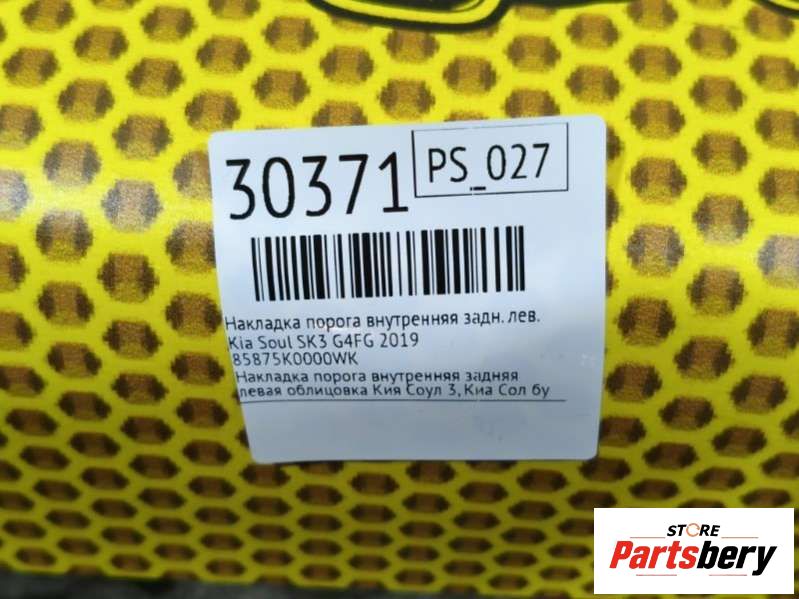 30371
PS_027
Накладка порога внутренняя задн. лев.
Kia Soul SK3 G4FG 2019
85875K0000WK
Накладка порога внутренняя задняя
левая облицовка Кия Соул 3, Киа Сол бу
STORE
Partsbery